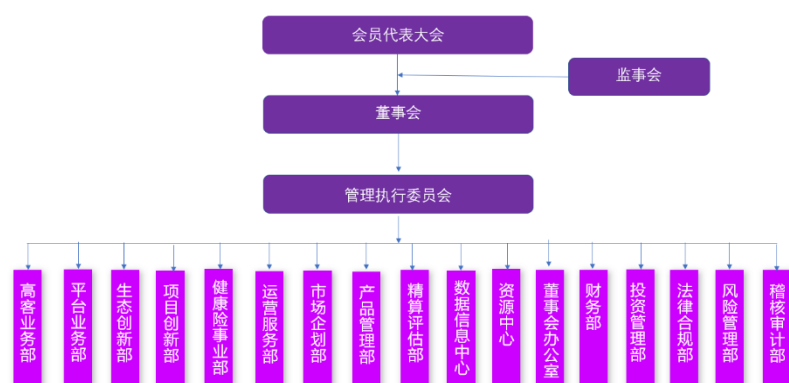 会员代表大会
监事会
董事会
管理执行委员会
高客业务部
平台业务部
生态创新部
项目创新部
健康险事业部
运营服务部
市场企划部
产品管理部
精算评估部
数据信息中心
资源中心
董事会办公室
财务部
投资管理部
法律合规部
风险管理部
稽核审计部